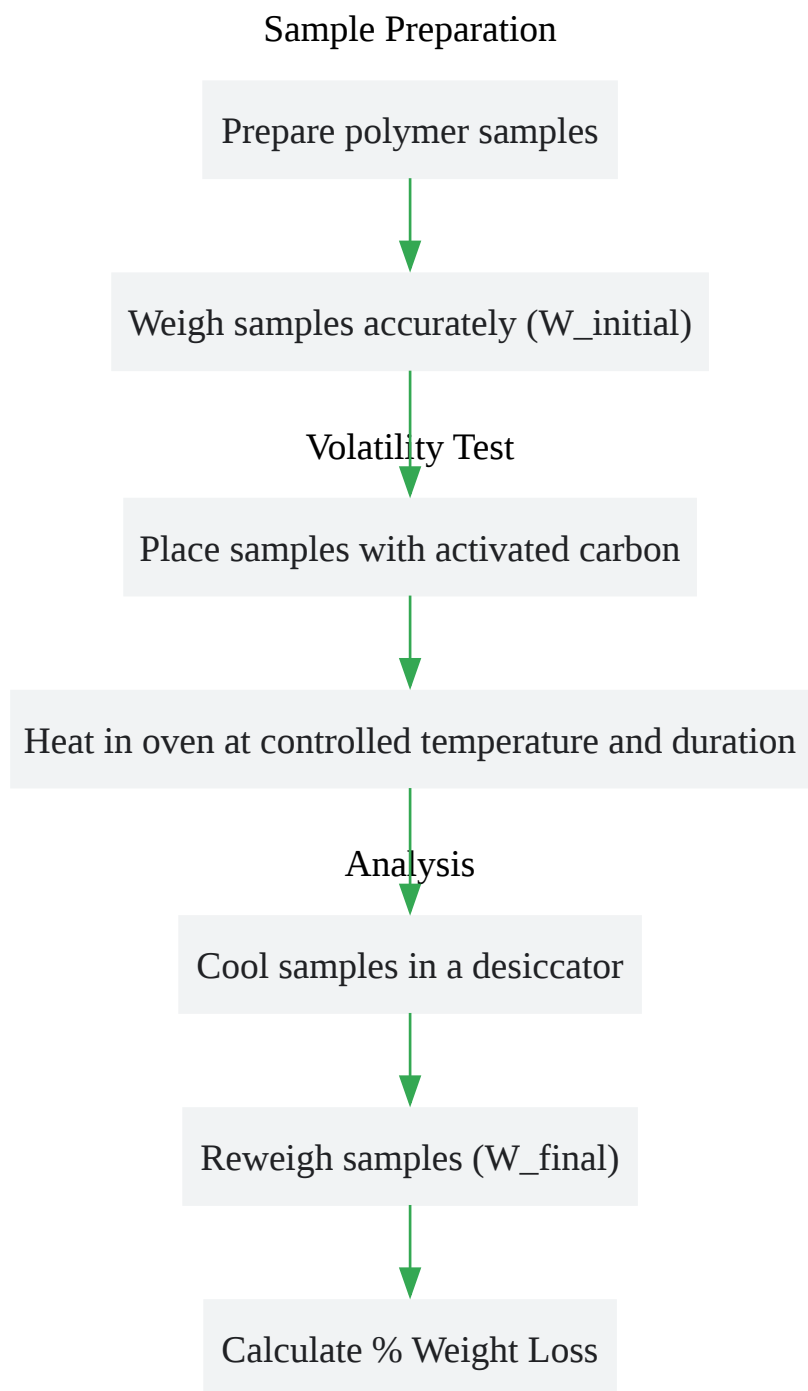 Sample Preparation
Prepare polymer samples
Weigh samples accurately (W_initial)
Volatility Test
Place samples with activated carbon
Heat in oven at controlled temperature and duration
Analysis
Cool samples in a desiccator
Reweigh samples (W_final)
Calculate % Weight Loss